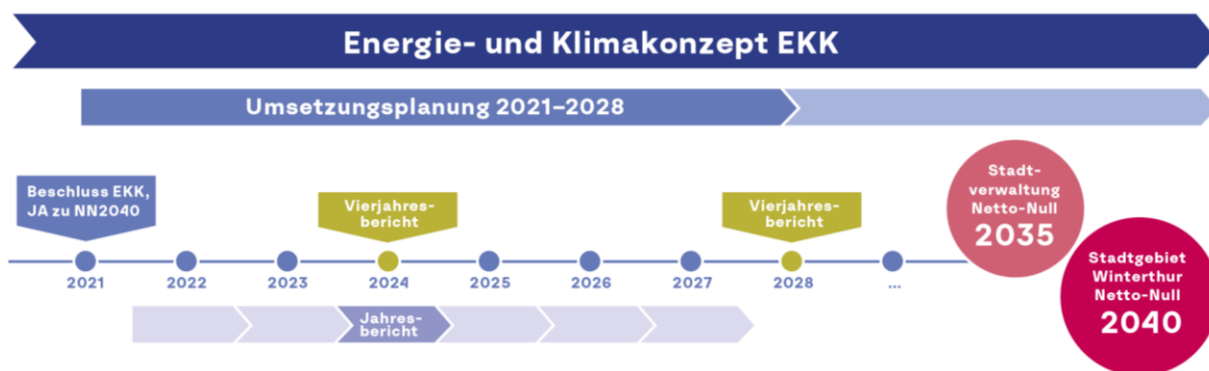 Energie- und Klimakonzept EKK
Umsetzungsplanung 2021–2028
Beschluss EKK,
JA zu NN2040
Vierjahres-
bericht
Vierjahres-
bericht
Stadt-
verwaltung
Netto-Null
2035
Stadtgebiet
Winterthur
Netto-Null
2040
2021
2022
2023
2024
2025
2026
2027
2028
...
Jahres-
bericht